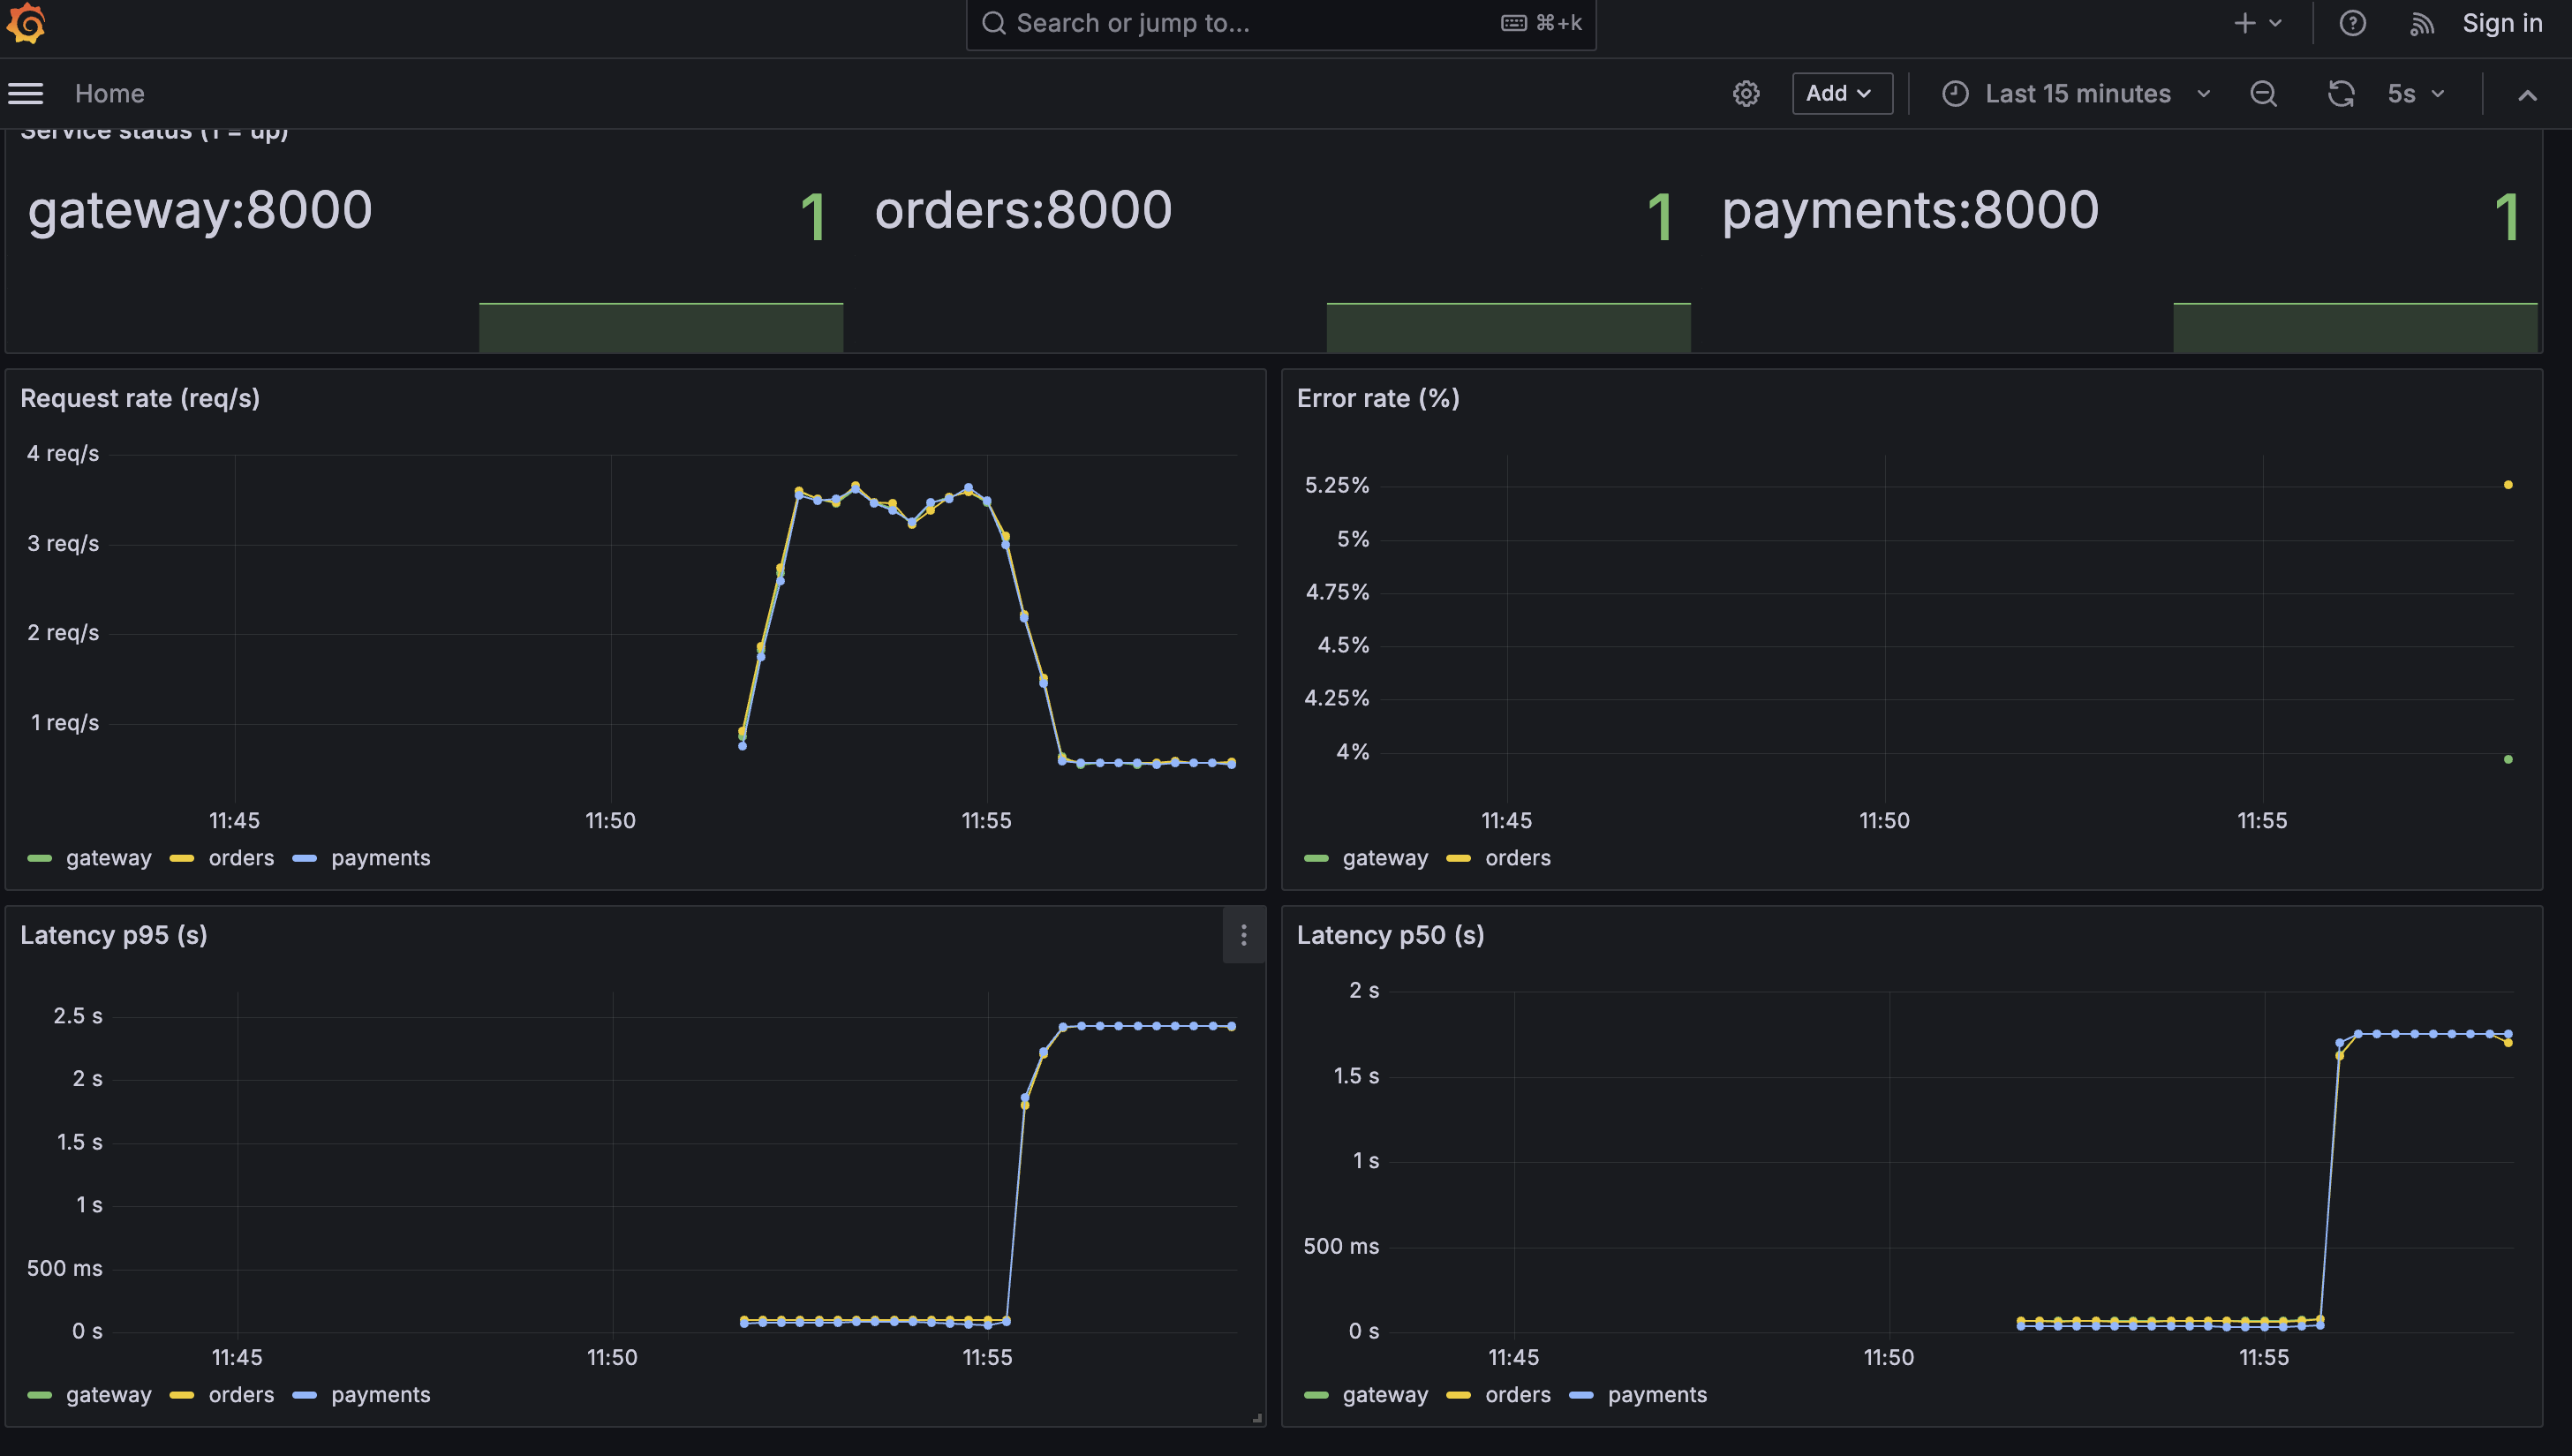 Search or jump to... ⌘+k Sign in
Home Add Last 15 minutes 5s
Service status (1 = up)
gateway:8000 1 orders:8000 1 payments:8000 1
Request rate (req/s)
4 req/s
3 req/s
2 req/s
1 req/s
11:45 11:50 11:55
gateway orders payments
Error rate (%)
5.25%
5%
4.75%
4.5%
4.25%
4%
11:45 11:50 11:55
gateway orders
Latency p95 (s)
2.5 s
2 s
1.5 s
1 s
500 ms
0 s
11:45 11:50 11:55
gateway orders payments
Latency p50 (s)
2 s
1.5 s
1 s
500 ms
0 s
11:45 11:50 11:55
gateway orders payments